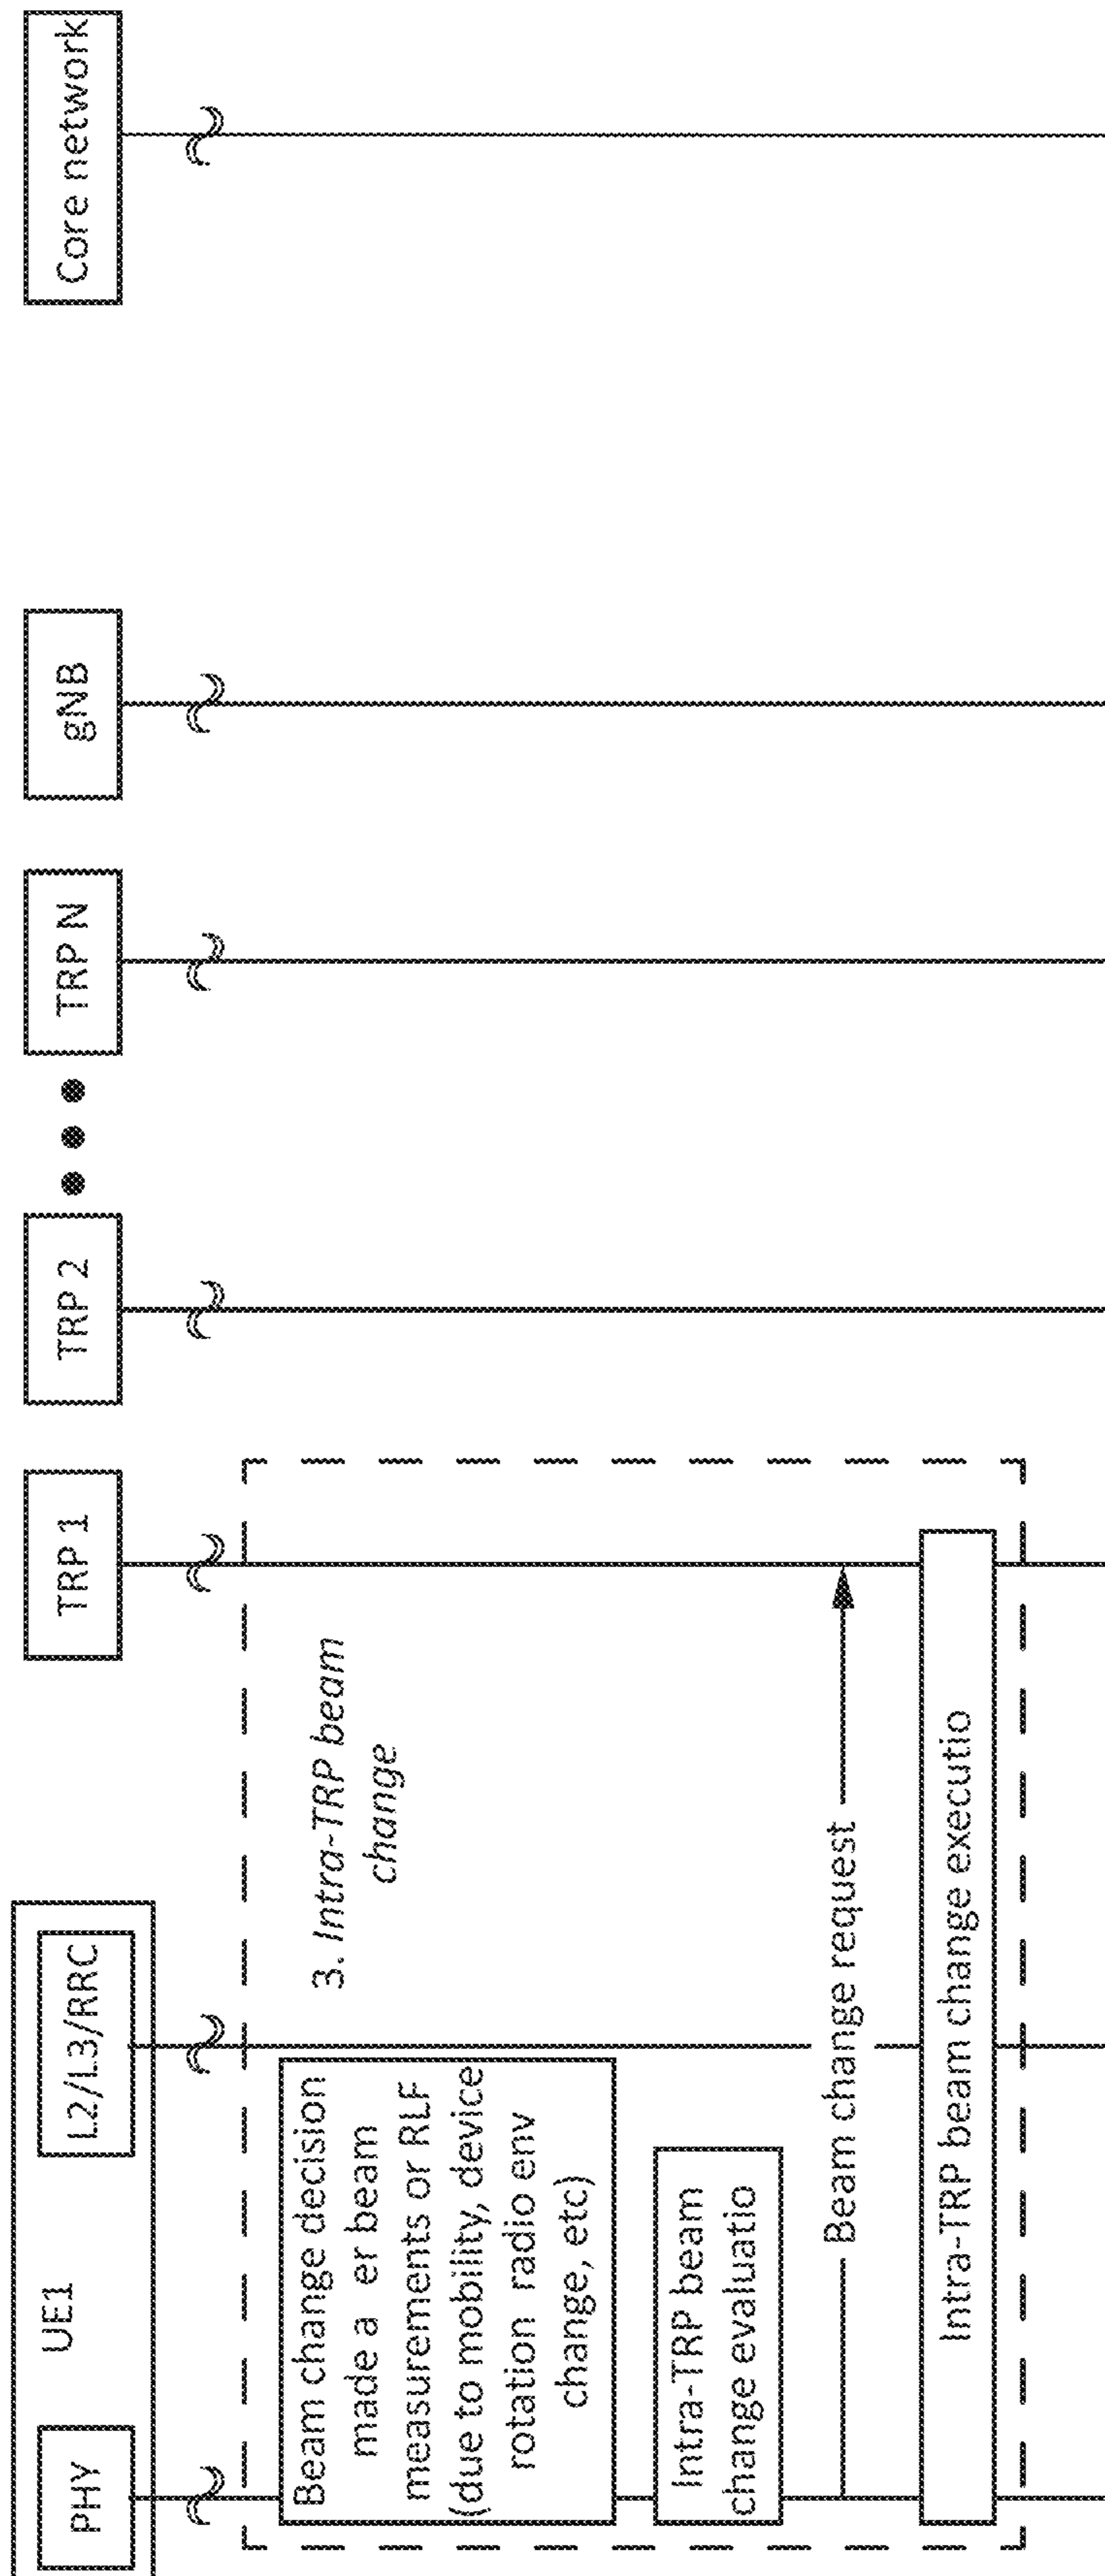 UE1
PHY
L2/L3/RRC
TRP 1
TRP 2
TRP N
gNB
Core network
3. Intra-TRP beam
change
Beam change decision
made a er beam
measurements or RLF
(due to mobility, device
rotation radio env
change, etc)
Intra-TRP beam
change evaluatio
Beam change request
Intra-TRP beam change executio